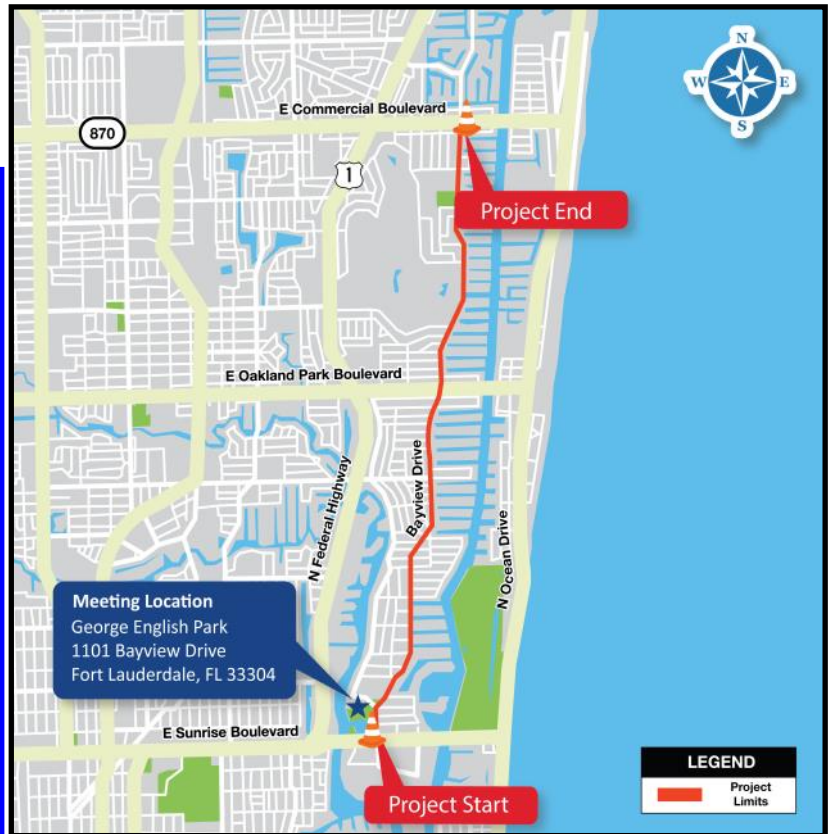 N
W
E
S
E Commercial Boulevard
870
1
Project End
E Oakland Park Boulevard
Bayview Drive
N Federal Highway
N Ocean Drive
Meeting Location
George English Park
1101 Bayview Drive
Fort Lauderdale, FL 33304
E Sunrise Boulevard
Project Start
LEGEND
Project
Limits